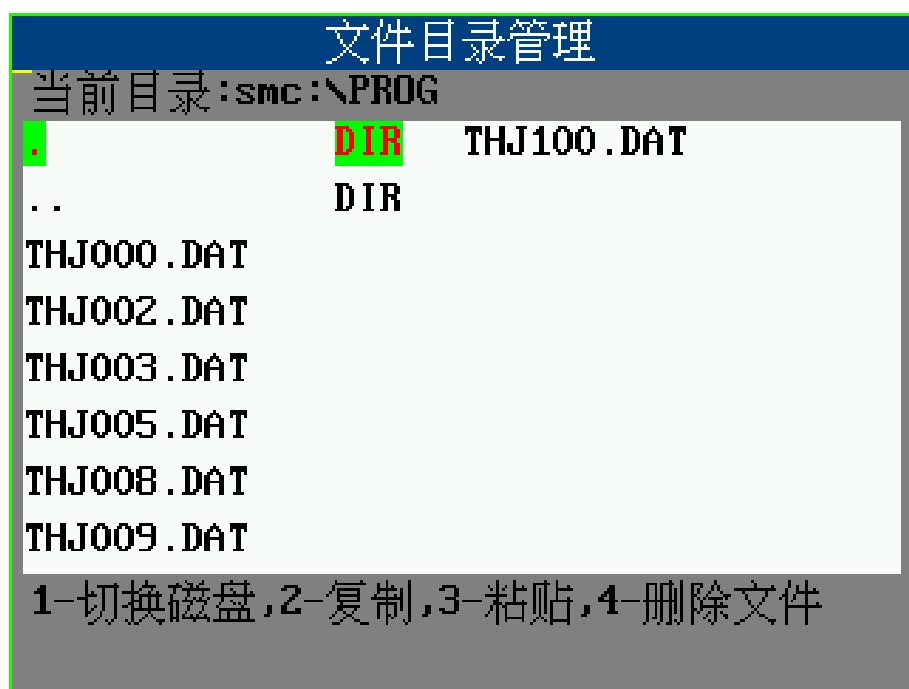 文件目录管理
当前目录:smc:\PROG
. DIR THJ100.DAT
.. DIR
THJ000.DAT
THJ002.DAT
THJ003.DAT
THJ005.DAT
THJ008.DAT
THJ009.DAT
1-切换磁盘,2-复制,3-粘贴,4-删除文件